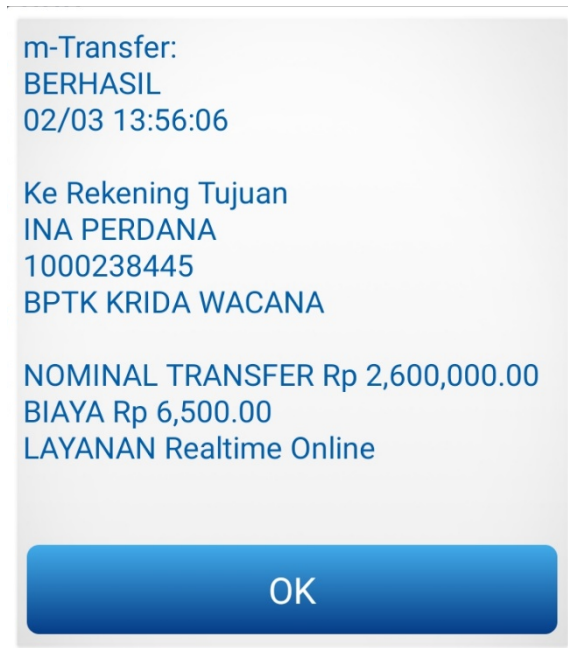 m-Transfer:
BERHASIL
02/03 13:56:06
Ke Rekening Tujuan
INA PERDANA
1000238445
BPTK KRIDA WACANA
NOMINAL TRANSFER Rp 2,600,000.00
BIAYA Rp 6,500.00
LAYANAN Realtime Online
OK